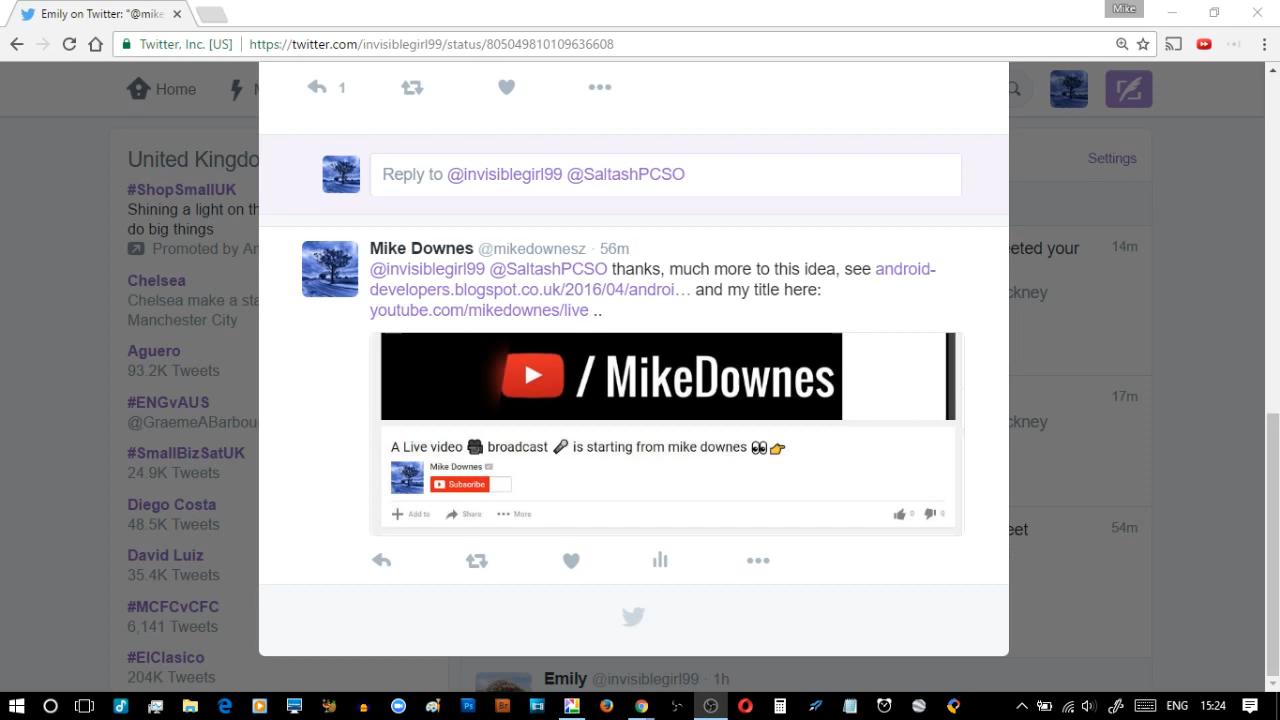 Emily on Twitter: "@mike
Mike
Twitter, Inc. [US]
https://twitter.com/invisiblegirl99/status/805049810109636608
Home
1
United Kingdo
Settings
#ShopSmallUK
Shining a light on th
do big things
Promoted by An
Reply to @invisiblegirl99 @SaltashPCSO
eeted your
14m
ckney
Chelsea
Chelsea make a sta
Manchester City
Aguero
93.2K Tweets
#ENGvAUS
@GraemeABarbou
#SmallBizSatUK
24.9K Tweets
Diego Costa
48.5K Tweets
David Luiz
35.4K Tweets
#MCFCvCFC
6,141 Tweets
#ElClasico
204K Tweets
Mike Downes @mikedownesz · 56m
@invisiblegirl99 @SaltashPCSO thanks, much more to this idea, see android-
developers.blogspot.co.uk/2016/04/androi… and my title here:
youtube.com/mikedownes/live ..
/ MikeDownes
A Live video 🎥 broadcast 🎤 is starting from mike downes 👀👉
Mike Downes
Subscribe
Add to
Share
More
0
0
17m
ckney
eet
54m
Emily @invisiblegirl99 · 1h
Ps
Br
ENG
15:24